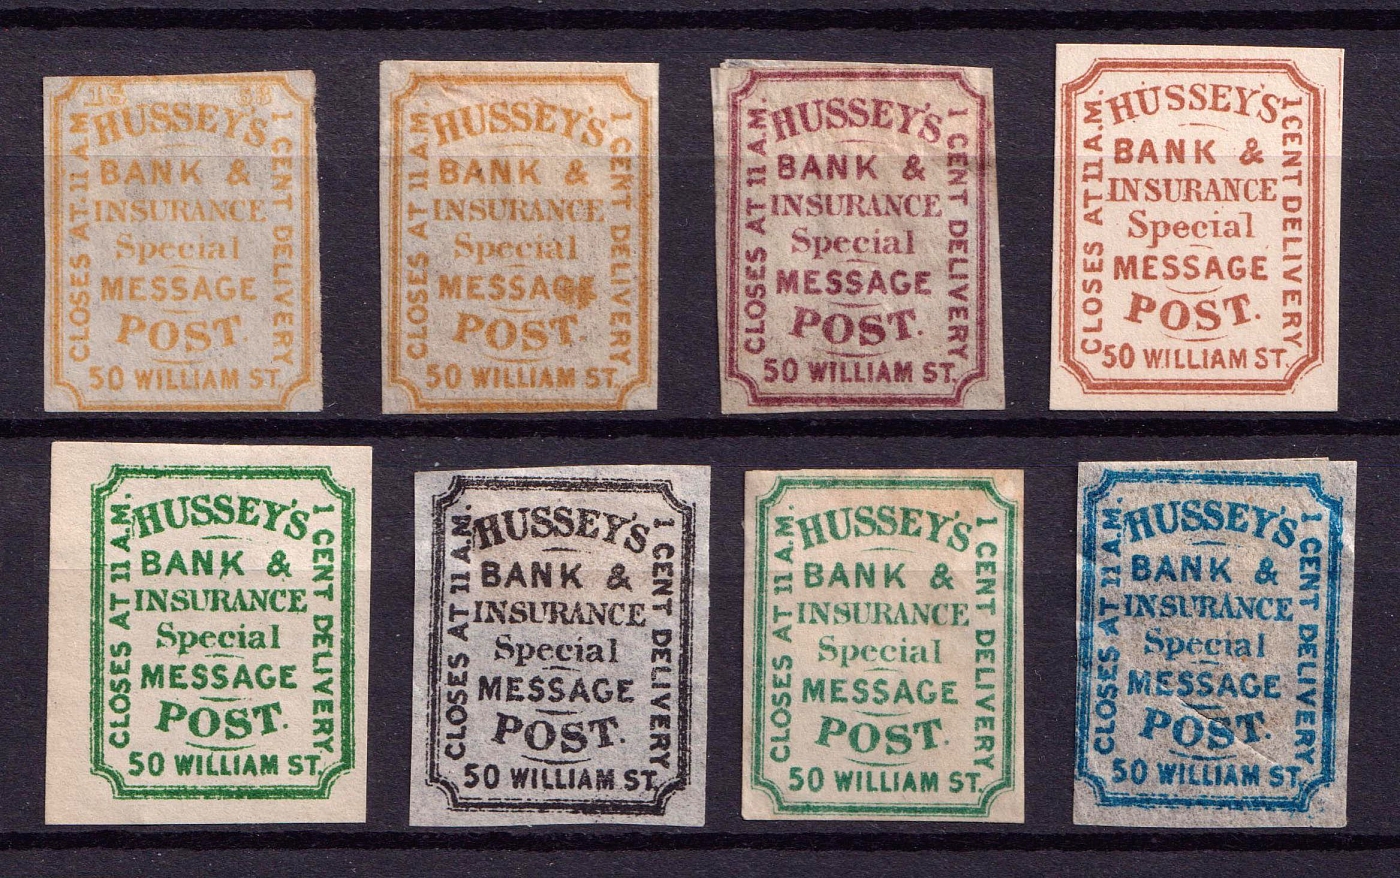 18 63
HUSSEY'S
BANK &
INSURANCE
Special
MESSAGE
POST.
50 WILLIAM ST.
CLOSES AT 11 A.M.
1 CENT DELIVERY
HUSSEY'S
BANK &
INSURANCE
Special
MESSAGE
POST.
50 WILLIAM ST.
CLOSES AT 11 A.M.
1 CENT DELIVERY
HUSSEY'S
BANK &
INSURANCE
Special
MESSAGE
POST.
50 WILLIAM ST.
CLOSES AT 11 A.M.
1 CENT DELIVERY
HUSSEY'S
BANK &
INSURANCE
Special
MESSAGE
POST.
50 WILLIAM ST.
CLOSES AT 11 A.M.
1 CENT DELIVERY
HUSSEY'S
BANK &
INSURANCE
Special
MESSAGE
POST.
50 WILLIAM ST.
CLOSES AT 11 A.M.
1 CENT DELIVERY
HUSSEY'S
BANK &
INSURANCE
Special
MESSAGE
POST.
50 WILLIAM ST.
CLOSES AT 11 A.M.
1 CENT DELIVERY
HUSSEY'S
BANK &
INSURANCE
Special
MESSAGE
POST.
50 WILLIAM ST.
CLOSES AT 11 A.M.
1 CENT DELIVERY
HUSSEY'S
BANK &
INSURANCE
Special
MESSAGE
POST.
50 WILLIAM ST.
CLOSES AT 11 A.M.
1 CENT DELIVERY